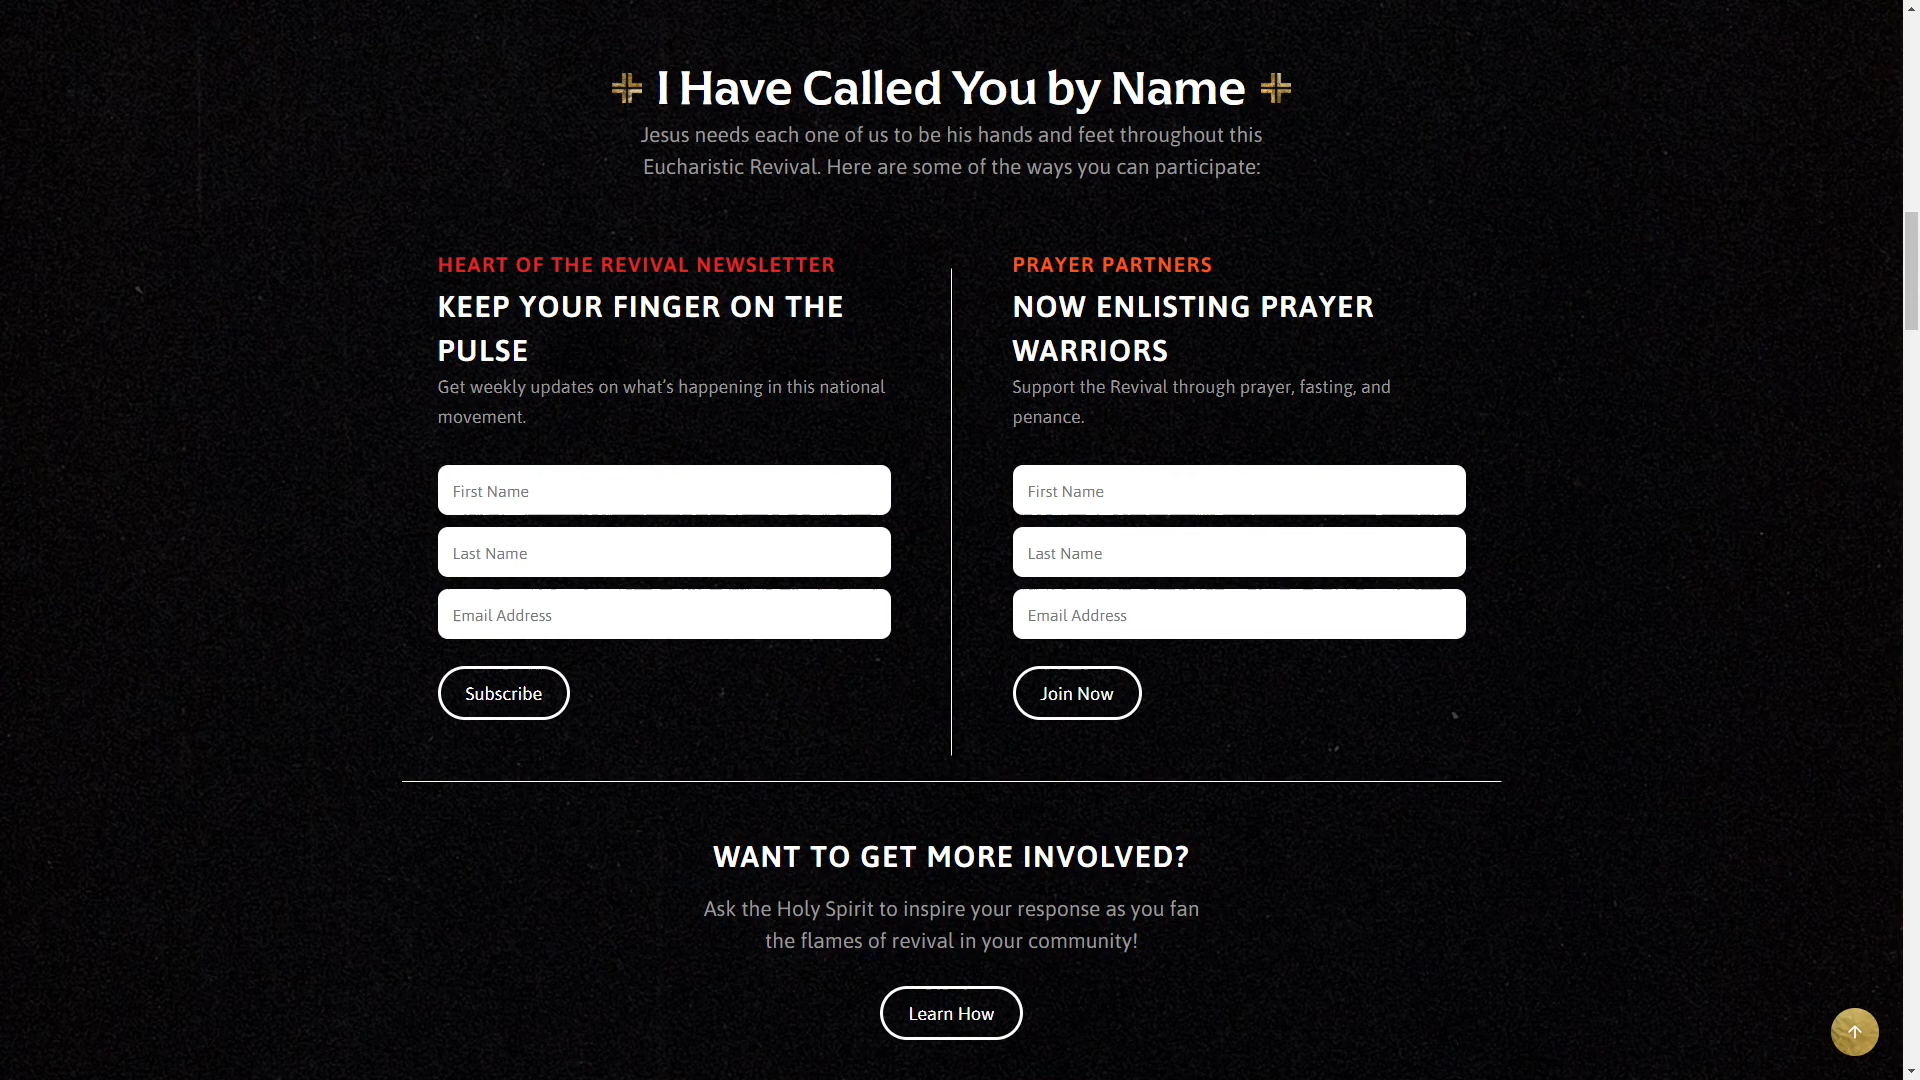 I Have Called You by Name
Jesus needs each one of us to be his hands and feet throughout this
Eucharistic Revival. Here are some of the ways you can participate:
HEART OF THE REVIVAL NEWSLETTER
KEEP YOUR FINGER ON THE
PULSE
Get weekly updates on what’s happening in this national
movement.
First Name
Last Name
Email Address
Subscribe
PRAYER PARTNERS
NOW ENLISTING PRAYER
WARRIORS
Support the Revival through prayer, fasting, and
penance.
First Name
Last Name
Email Address
Join Now
WANT TO GET MORE INVOLVED?
Ask the Holy Spirit to inspire your response as you fan
the flames of revival in your community!
Learn How